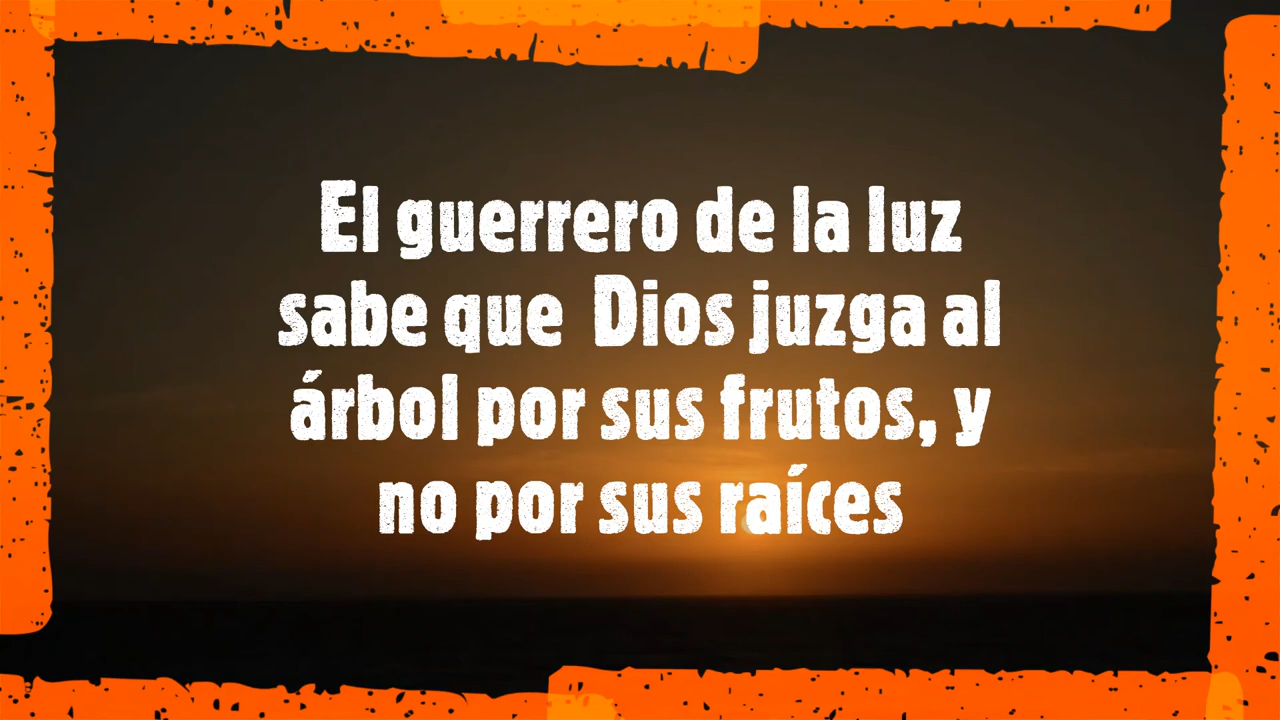 El guerrero de la luz
sabe que Dios juzga al
árbol por sus frutos, y
no por sus raíces